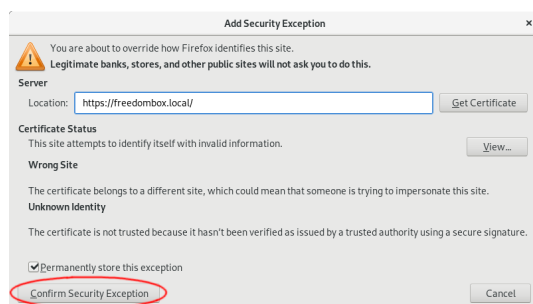 Add Security Exception
×
You are about to override how Firefox identifies this site.
Legitimate banks, stores, and other public sites will not ask you to do this.
Server
Location: https://freedombox.local/ Get Certificate
Certificate Status
This site attempts to identify itself with invalid information. View...
Wrong Site
The certificate belongs to a different site, which could mean that someone is trying to impersonate this site.
Unknown Identity
The certificate is not trusted because it hasn't been verified as issued by a trusted authority using a secure signature.
Permanently store this exception
Confirm Security Exception Cancel